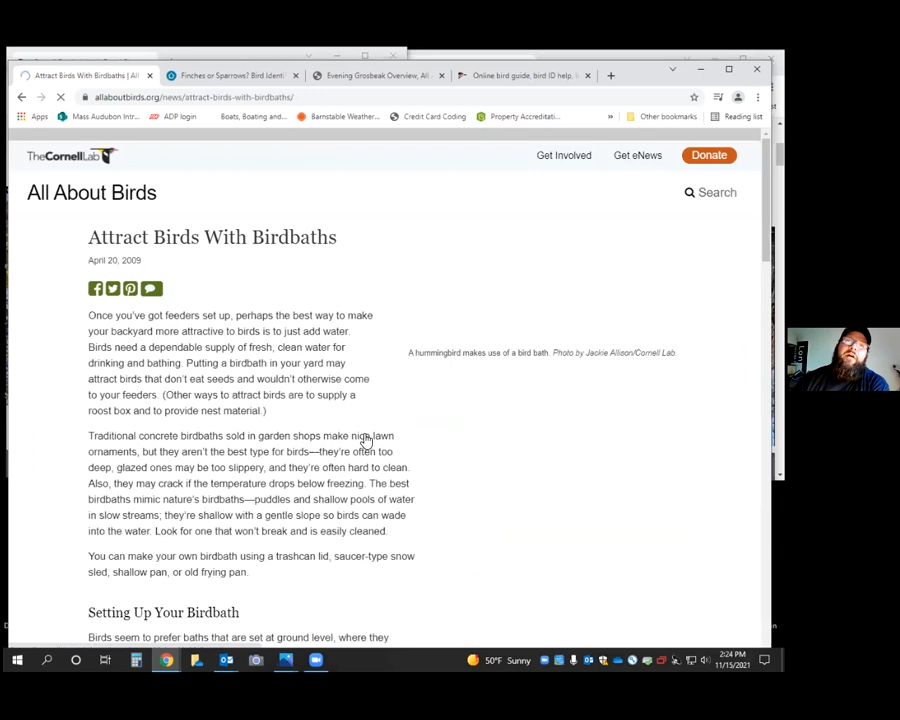 Attract Birds With Birdbaths | All
Finches or Sparrows? Bird Identi
Evening Grosbeak Overview, All A
Online bird guide, bird ID help, l
allaboutbirds.org/news/attract-birds-with-birdbaths/
Apps
Mass Audubon Intr...
ADP login
Boats, Boating and...
Barnstable Weather...
Credit Card Coding
Property Accreditati...
»
Other bookmarks
Reading list
TheCornellLab
Get Involved
Get eNews
Donate
All About Birds
Search
Attract Birds With Birdbaths
April 20, 2009
Once you’ve got feeders set up, perhaps the best way to make
your backyard more attractive to birds is to just add water.
Birds need a dependable supply of fresh, clean water for
drinking and bathing. Putting a birdbath in your yard may
attract birds that don’t eat seeds and wouldn’t otherwise come
to your feeders. (Other ways to attract birds are to supply a
roost box and to provide nest material.)
A hummingbird makes use of a bird bath. Photo by Jackie Allison/Cornell Lab.
Traditional concrete birdbaths sold in garden shops make nice lawn
ornaments, but they aren’t the best type for birds—they’re often too
deep, glazed ones may be too slippery, and they’re often hard to clean.
Also, they may crack if the temperature drops below freezing. The best
birdbaths mimic nature’s birdbaths—puddles and shallow pools of water
in slow streams; they’re shallow with a gentle slope so birds can wade
into the water. Look for one that won’t break and is easily cleaned.
You can make your own birdbath using a trashcan lid, saucer-type snow
sled, shallow pan, or old frying pan.
Setting Up Your Birdbath
Birds seem to prefer baths that are set at ground level, where they
50°F Sunny
2:24 PM
11/15/2021